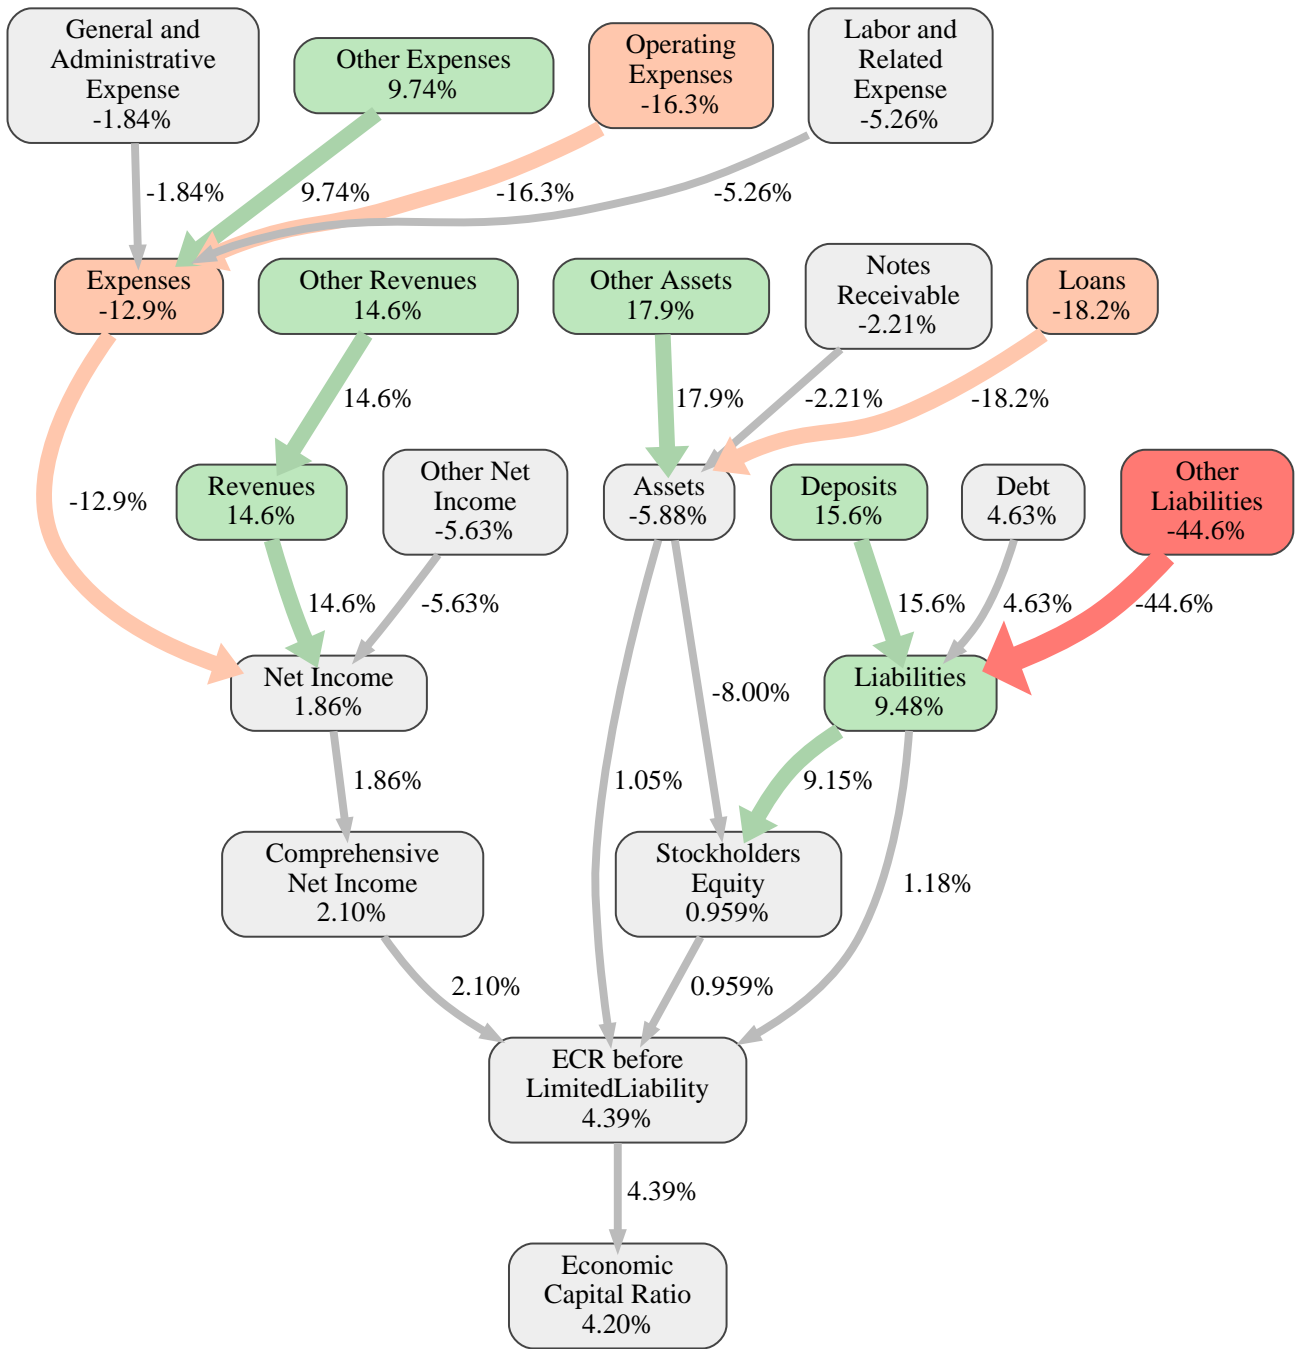 General and
Administrative
Expense
-1.84%
Other Expenses
9.74%
Operating
Expenses
-16.3%
Labor and
Related
Expense
-5.26%
-1.84%
9.74%
-16.3%
-5.26%
Expenses
-12.9%
Other Revenues
14.6%
Other Assets
17.9%
Notes
Receivable
-2.21%
Loans
-18.2%
14.6%
17.9%
-2.21%
-18.2%
-12.9%
Revenues
14.6%
Other Net
Income
-5.63%
Assets
-5.88%
Deposits
15.6%
Debt
4.63%
Other
Liabilities
-44.6%
14.6%
-5.63%
15.6%
4.63%
-44.6%
Net Income
1.86%
-8.00%
Liabilities
9.48%
1.86%
1.05%
9.15%
Comprehensive
Net Income
2.10%
Stockholders
Equity
0.959%
1.18%
2.10%
0.959%
ECR before
LimitedLiability
4.39%
4.39%
Economic
Capital Ratio
4.20%